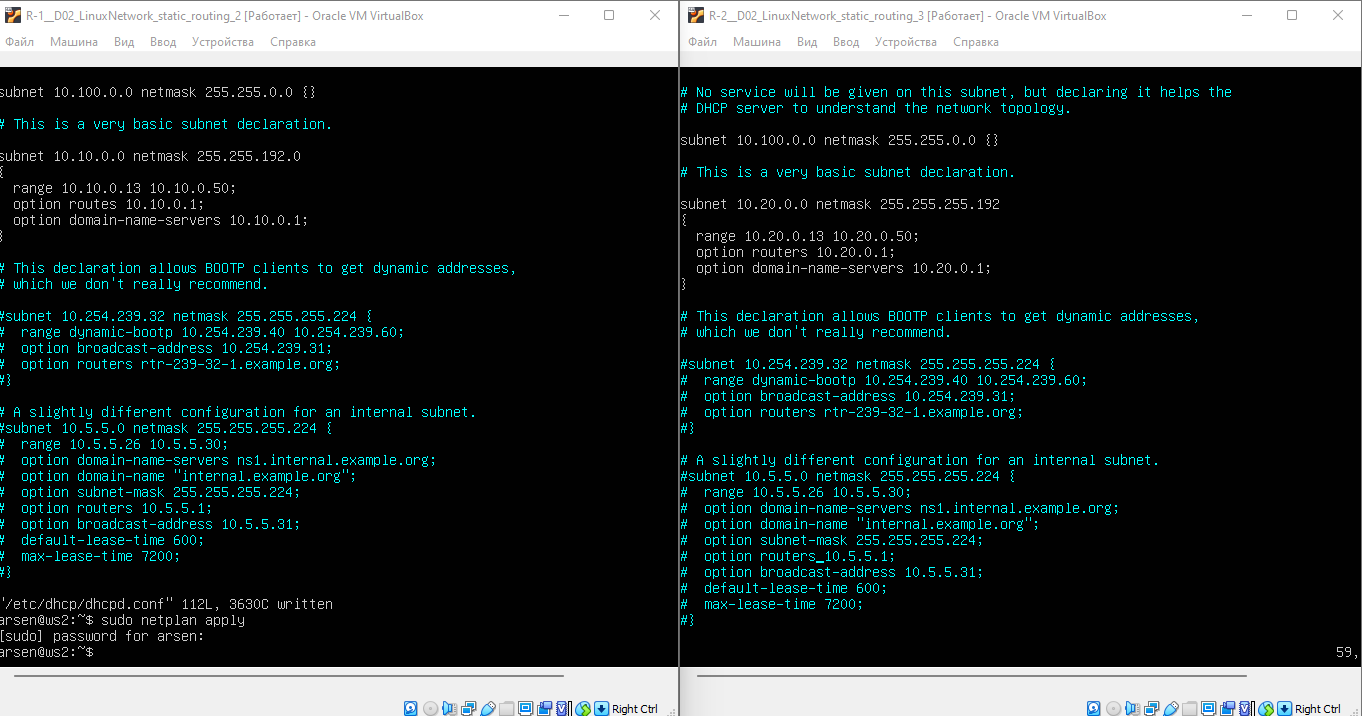 R-1__D02_LinuxNetwork_static_routing_2 [Работает] - Oracle VM VirtualBox
Файл Машина Вид Ввод Устройства Справка
subnet 10.100.0.0 netmask 255.255.0.0 {}
# This is a very basic subnet declaration.
subnet 10.10.0.0 netmask 255.255.192.0
{
range 10.10.0.13 10.10.0.50;
option routes 10.10.0.1;
option domain-name-servers 10.10.0.1;
}
# This declaration allows BOOTP clients to get dynamic addresses,
# which we don't really recommend.
#subnet 10.254.239.32 netmask 255.255.255.224 {
#  range dynamic-bootp 10.254.239.40 10.254.239.60;
#  option broadcast-address 10.254.239.31;
#  option routers rtr-239-32-1.example.org;
#}
# A slightly different configuration for an internal subnet.
#subnet 10.5.5.0 netmask 255.255.255.224 {
#  range 10.5.5.26 10.5.5.30;
#  option domain-name-servers ns1.internal.example.org;
#  option domain-name "internal.example.org";
#  option subnet-mask 255.255.255.224;
#  option routers 10.5.5.1;
#  option broadcast-address 10.5.5.31;
#  default-lease-time 600;
#  max-lease-time 7200;
#}
"/etc/dhcp/dhcpd.conf" 112L, 3630C written
arsen@ws2:~$ sudo netplan apply
[sudo] password for arsen:
arsen@ws2:~$
Right Ctrl
R-2__D02_LinuxNetwork_static_routing_3 [Работает] - Oracle VM VirtualBox
Файл Машина Вид Ввод Устройства Справка
# No service will be given on this subnet, but declaring it helps the
# DHCP server to understand the network topology.
subnet 10.100.0.0 netmask 255.255.0.0 {}
# This is a very basic subnet declaration.
subnet 10.20.0.0 netmask 255.255.255.192
{
range 10.20.0.13 10.20.0.50;
option routers 10.20.0.1;
option domain-name-servers 10.20.0.1;
}
# This declaration allows BOOTP clients to get dynamic addresses,
# which we don't really recommend.
#subnet 10.254.239.32 netmask 255.255.255.224 {
#  range dynamic-bootp 10.254.239.40 10.254.239.60;
#  option broadcast-address 10.254.239.31;
#  option routers rtr-239-32-1.example.org;
#}
# A slightly different configuration for an internal subnet.
#subnet 10.5.5.0 netmask 255.255.255.224 {
#  range 10.5.5.26 10.5.5.30;
#  option domain-name-servers ns1.internal.example.org;
#  option domain-name "internal.example.org";
#  option subnet-mask 255.255.255.224;
#  option routers_10.5.5.1;
#  option broadcast-address 10.5.5.31;
#  default-lease-time 600;
#  max-lease-time 7200;
#}
59,
Right Ctrl